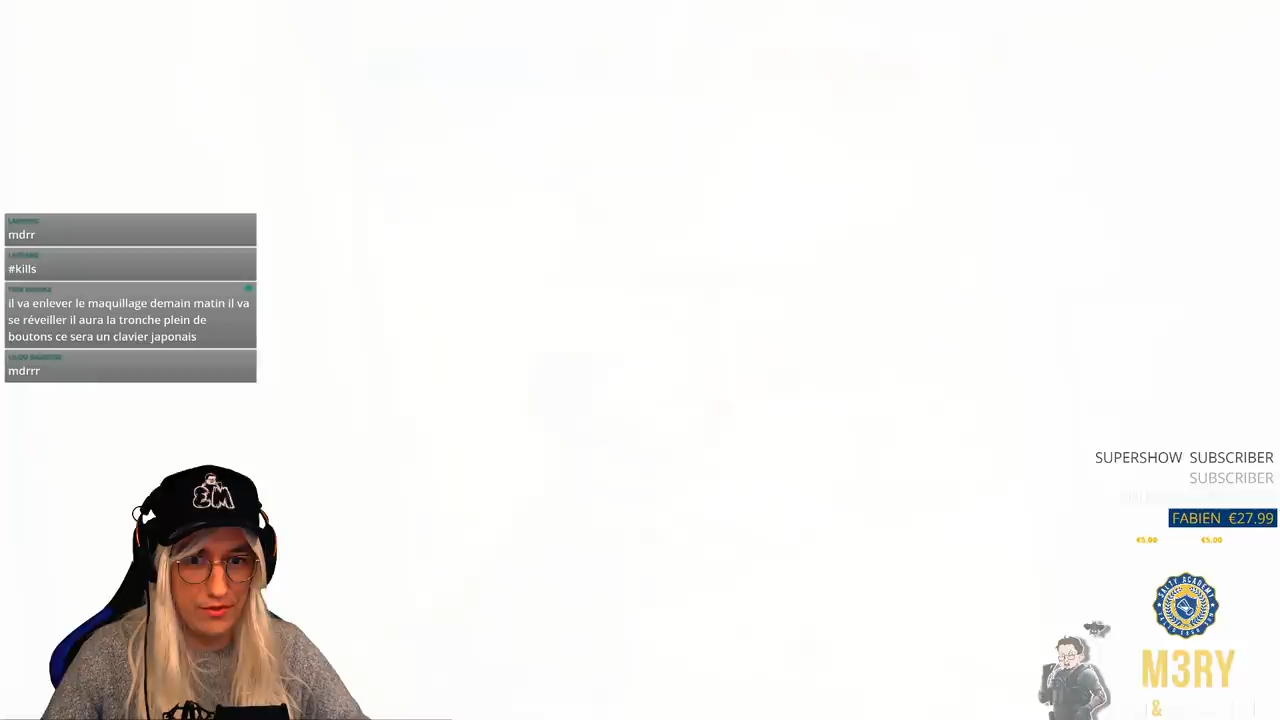 mdrr
#kills
il va enlever le maquillage demain matin il va
se réveiller il aura la tronche plein de
boutons ce sera un clavier japonais
mdrrr
EM
SUPERSHOW SUBSCRIBER
SUBSCRIBER
FABIEN €27.99
€5.00 €5.00
SALTY ACADEMY
M3RY
&